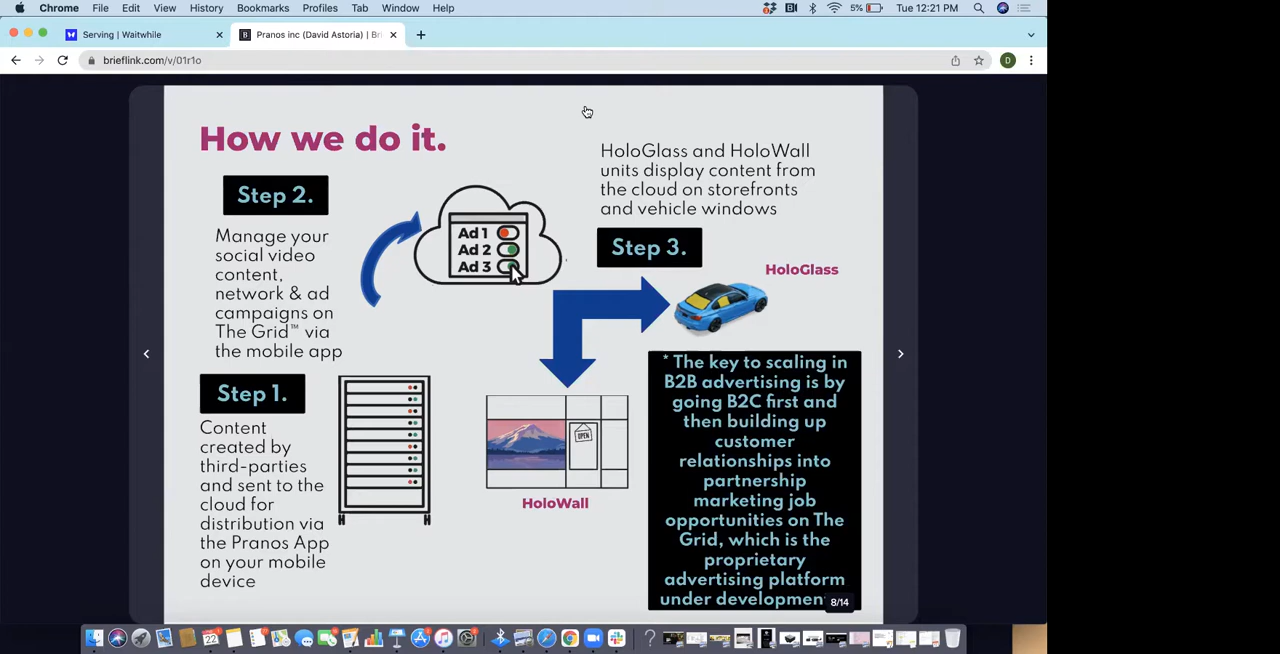 Chrome File Edit View History Bookmarks Profiles Tab Window Help 5% Tue 12:21 PM
Serving | Waitwhile
Pranos inc (David Astoria) | Bri
brieflink.com/v/01r1o
D
How we do it.
Step 2.
Manage your
social video
content,
network & ad
campaigns on
The Grid™ via
the mobile app
Ad 1
Ad 2
Ad 3
HoloGlass and HoloWall
units display content from
the cloud on storefronts
and vehicle windows
Step 3.
HoloGlass
Step 1.
Content
created by
third-parties
and sent to the
cloud for
distribution via
the Pranos App
on your mobile
device
OPEN
HoloWall
* The key to scaling in
B2B advertising is by
going B2C first and
then building up
customer
relationships into
partnership
marketing job
opportunities on The
Grid, which is the
proprietary
advertising platform
under development
8/14
22